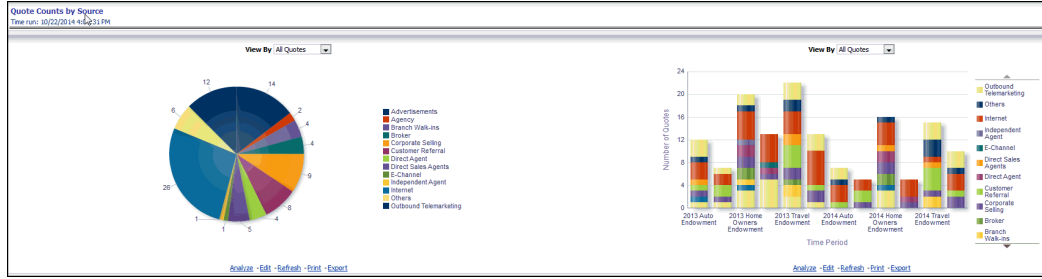 Quote Counts by Source
Time run: 10/22/2014 4:
31 PM
View By All Quotes
12
14
2
4
4
9
8
5
1
1
28
6
Advertisements
Agency
Branch Walk-ins
Broker
Corporate Selling
Customer Referral
Direct Agent
Direct Sales Agents
E-Channel
Independent Agent
Internet
Others
Outbound Telemarketing
Analyze - Edit - Refresh - Print - Export
View By All Quotes
Number of Quotes
24
20
16
12
8
4
0
2013 Auto
Endowment
2013 Home
Owners
Endowment
2013 Travel
Endowment
2014 Auto
Endowment
2014 Home
Owners
Endowment
2014 Travel
Endowment
Time Period
Outbound
Telemarketing
Others
Internet
Independent
Agent
E-Channel
Direct Sales
Agents
Direct Agent
Customer
Referral
Corporate
Selling
Broker
Branch
Walk-ins
Analyze - Edit - Refresh - Print - Export